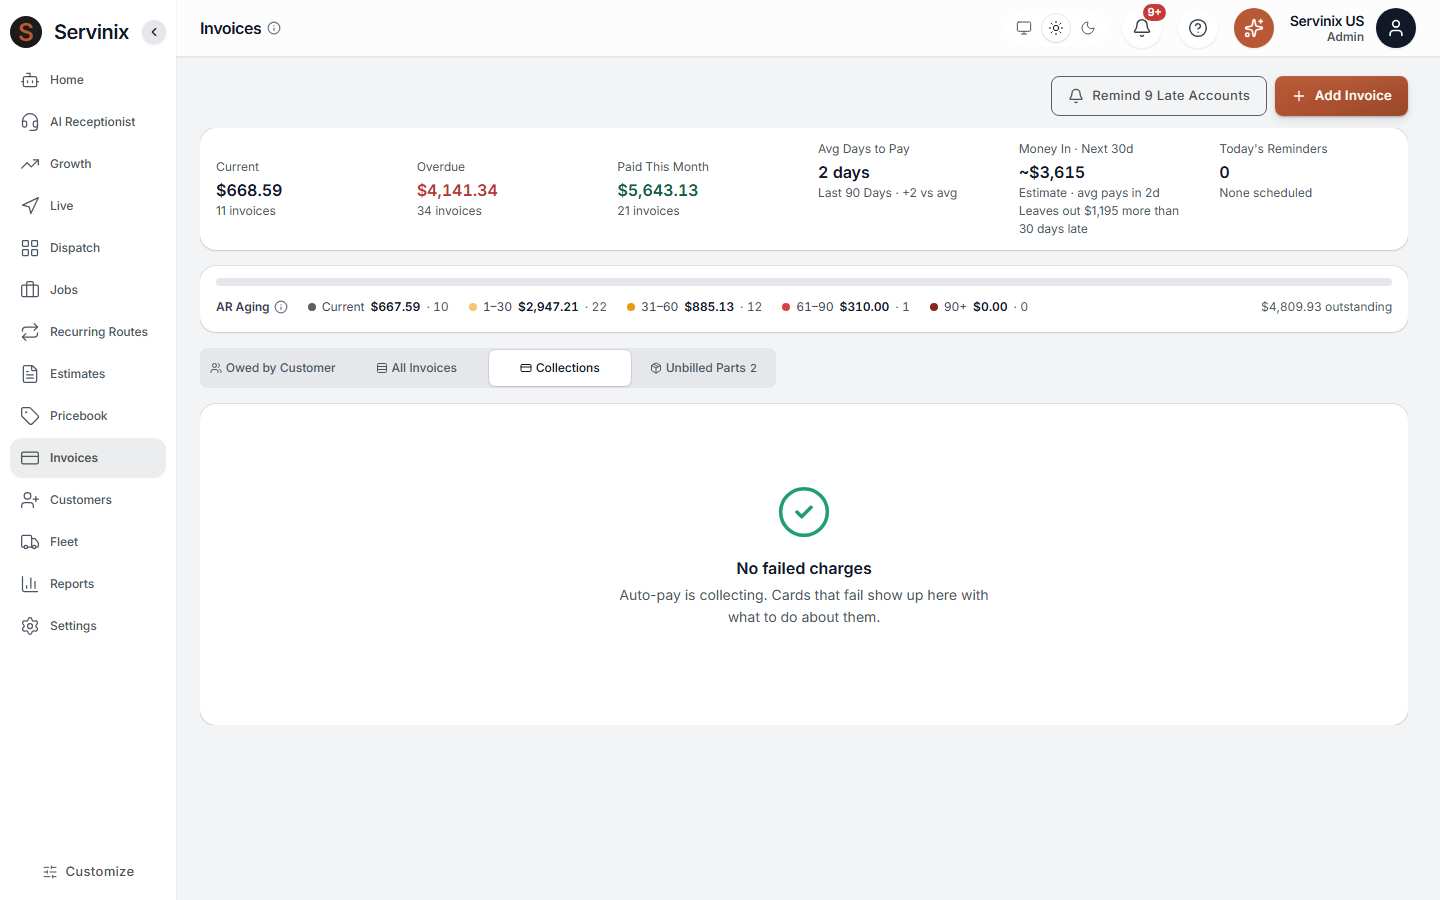 S Servinix
Home
AI Receptionist
Growth
Live
Dispatch
Jobs
Recurring Routes
Estimates
Pricebook
Invoices
Customers
Fleet
Reports
Settings
Customize
Invoices
9+
Servinix US
Admin
Remind 9 Late Accounts
+ Add Invoice
Current
$668.59
11 invoices
Overdue
$4,141.34
34 invoices
Paid This Month
$5,643.13
21 invoices
Avg Days to Pay
2 days
Last 90 Days · +2 vs avg
Money In · Next 30d
~$3,615
Estimate · avg pays in 2d
Leaves out $1,195 more than
30 days late
Today's Reminders
0
None scheduled
AR Aging Current $667.59 · 10 1–30 $2,947.21 · 22 31–60 $885.13 · 12 61–90 $310.00 · 1 90+ $0.00 · 0 $4,809.93 outstanding
Owed by Customer All Invoices Collections Unbilled Parts 2
No failed charges
Auto-pay is collecting. Cards that fail show up here with
what to do about them.